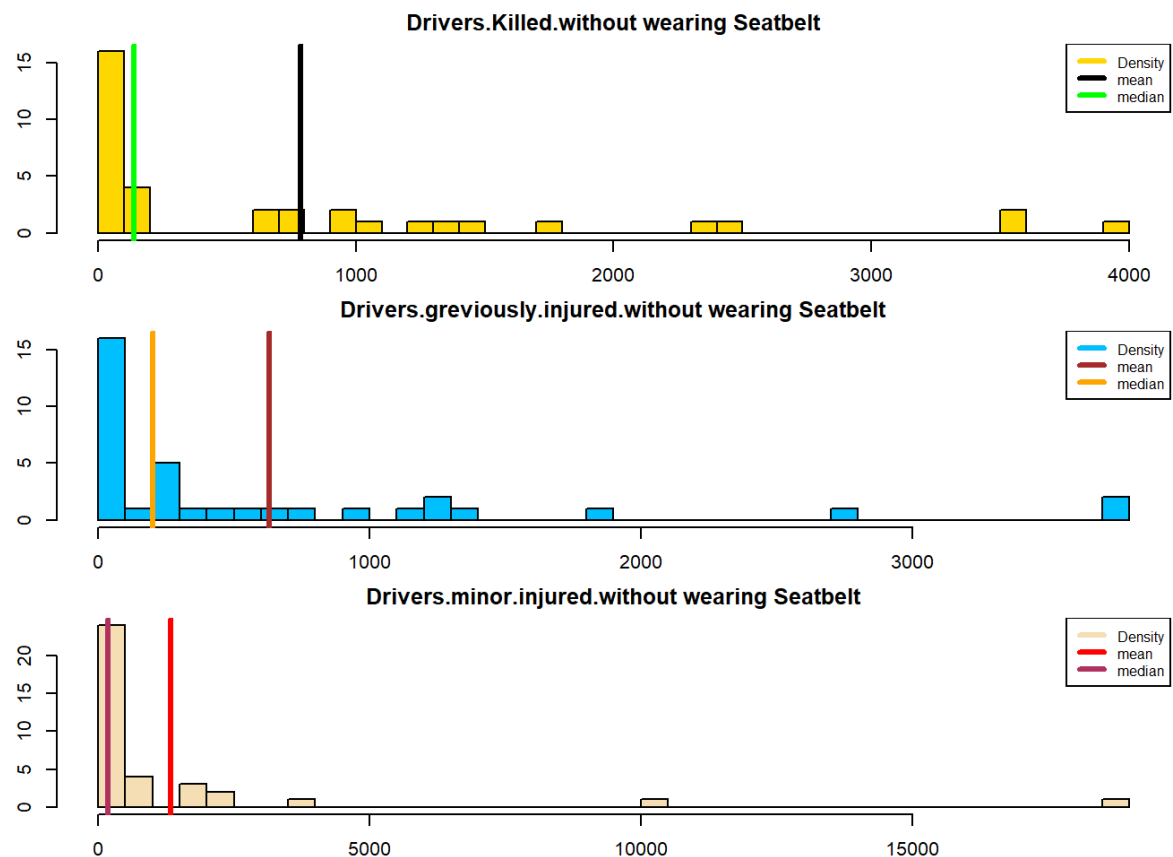 Drivers.Killed.without wearing Seatbelt
Density
mean
median
15
10
5
0
0 1000 2000 3000 4000
Drivers.greviously.injured.without wearing Seatbelt
Density
mean
median
15
10
5
0
0 1000 2000 3000
Drivers.minor.injured.without wearing Seatbelt
Density
mean
median
20
15
10
5
0
0 5000 10000 15000